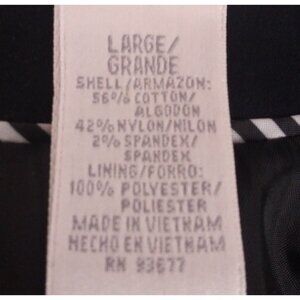 LARGE/
GRANDE
SHELL/ARMAZON:
56% COTTON/
ALGODON
42% NYLON/NILON
2% SPANDEX/
SPANDEX
LINING/FORRO:
100% POLYESTER/
POLIESTER
MADE IN VIETNAM
HECHO EN VIETNAM
RN 93677